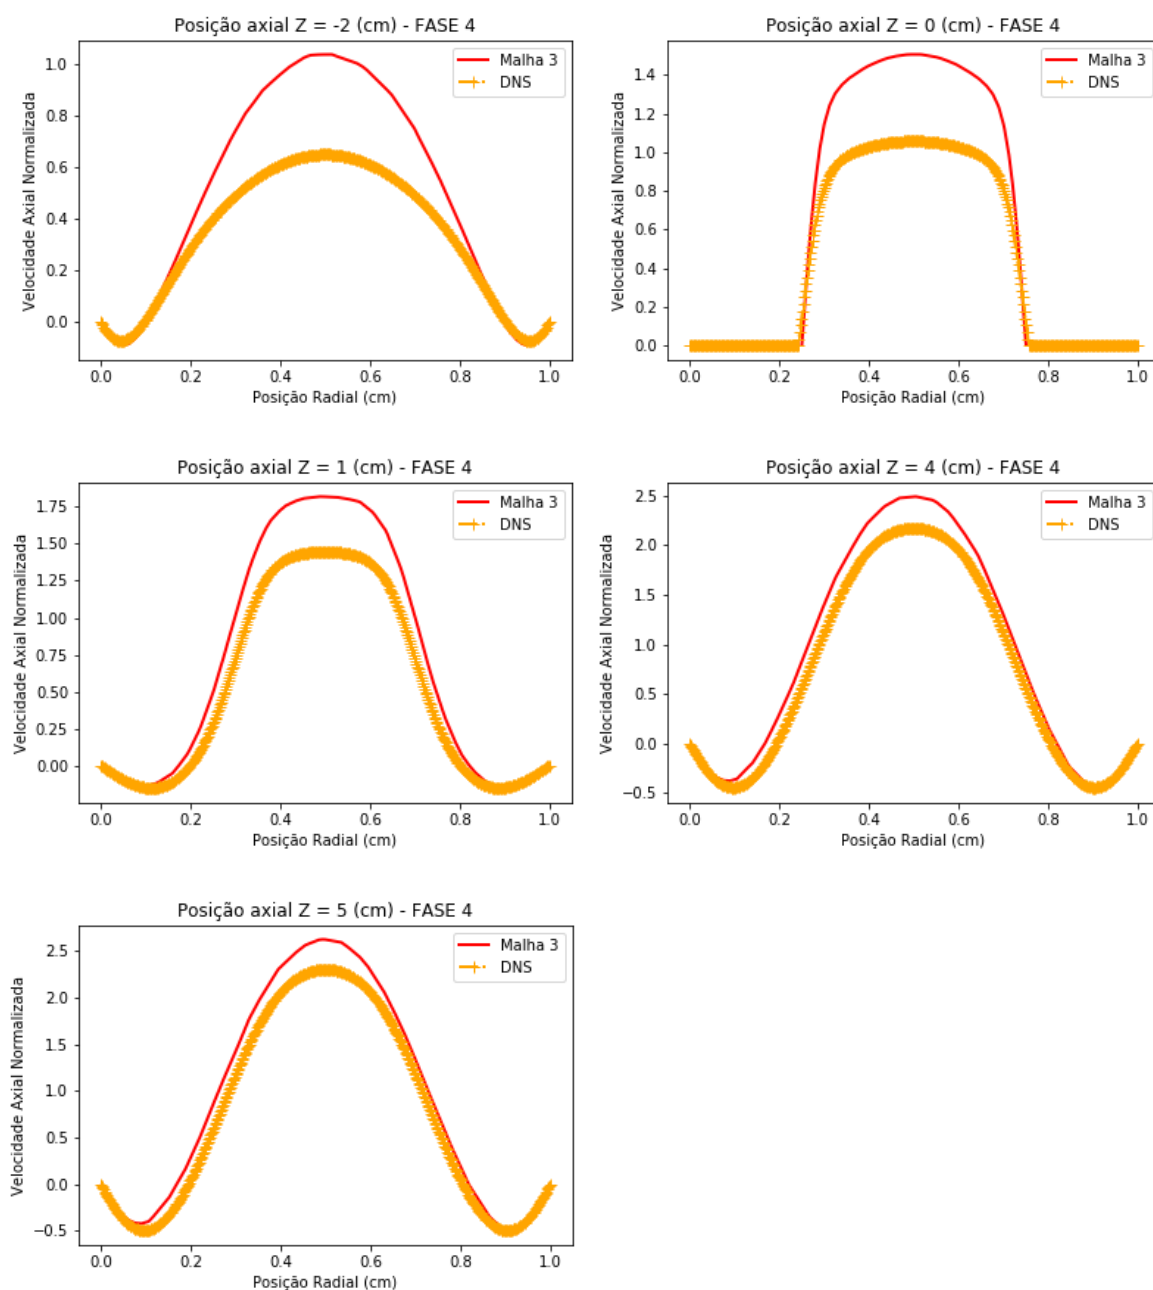 Posição axial Z = -2 (cm) - FASE 4
Velocidade Axial Normalizada
1.0
0.8
0.6
0.4
0.2
0.0
Malha 3
DNS
0.0 0.2 0.4 0.6 0.8 1.0
Posição Radial (cm)
Posição axial Z = 0 (cm) - FASE 4
Velocidade Axial Normalizada
1.4
1.2
1.0
0.8
0.6
0.4
0.2
0.0
Malha 3
DNS
0.0 0.2 0.4 0.6 0.8 1.0
Posição Radial (cm)
Posição axial Z = 1 (cm) - FASE 4
Velocidade Axial Normalizada
1.75
1.50
1.25
1.00
0.75
0.50
0.25
0.00
Malha 3
DNS
0.0 0.2 0.4 0.6 0.8 1.0
Posição Radial (cm)
Posição axial Z = 4 (cm) - FASE 4
Velocidade Axial Normalizada
2.5
2.0
1.5
1.0
0.5
0.0
−0.5
Malha 3
DNS
0.0 0.2 0.4 0.6 0.8 1.0
Posição Radial (cm)
Posição axial Z = 5 (cm) - FASE 4
Velocidade Axial Normalizada
2.5
2.0
1.5
1.0
0.5
0.0
−0.5
Malha 3
DNS
0.0 0.2 0.4 0.6 0.8 1.0
Posição Radial (cm)